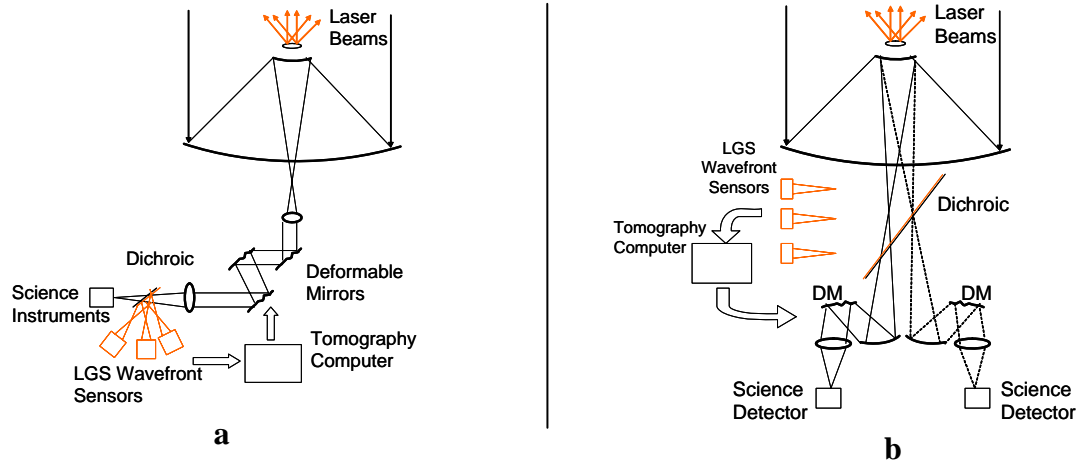 Laser
Beams
Dichroic
Deformable
Mirrors
Science
Instruments
Tomography
Computer
LGS Wavefront
Sensors
a
Laser
Beams
LGS
Wavefront
Sensors
Dichroic
Tomography
Computer
DM
DM
Science
Detector
Science
Detector
b